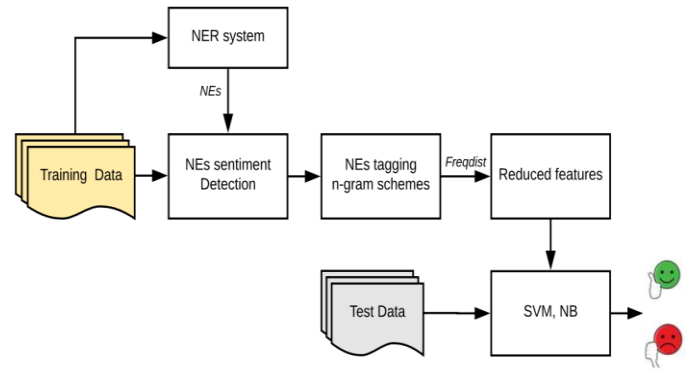 NER system
NEs
Training Data
NEs sentiment
Detection
NEs tagging
n-gram schemes
Freqdist
Reduced features
Test Data
SVM, NB